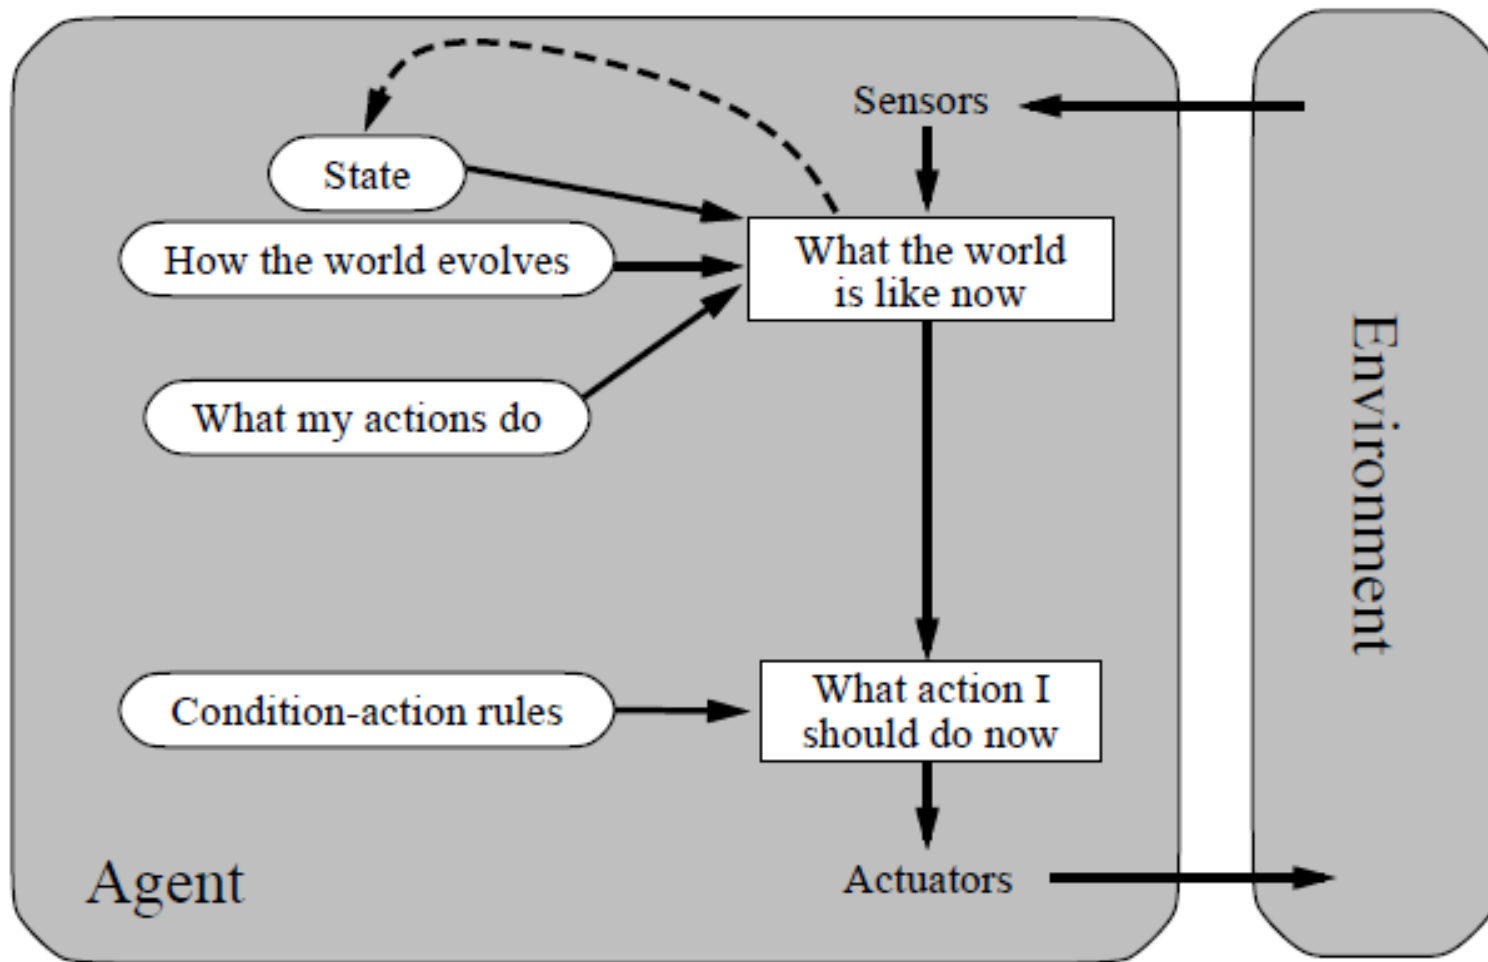 Sensors
State
How the world evolves
What the world
is like now
What my actions do
Condition-action rules
What action I
should do now
Agent
Actuators
Environment